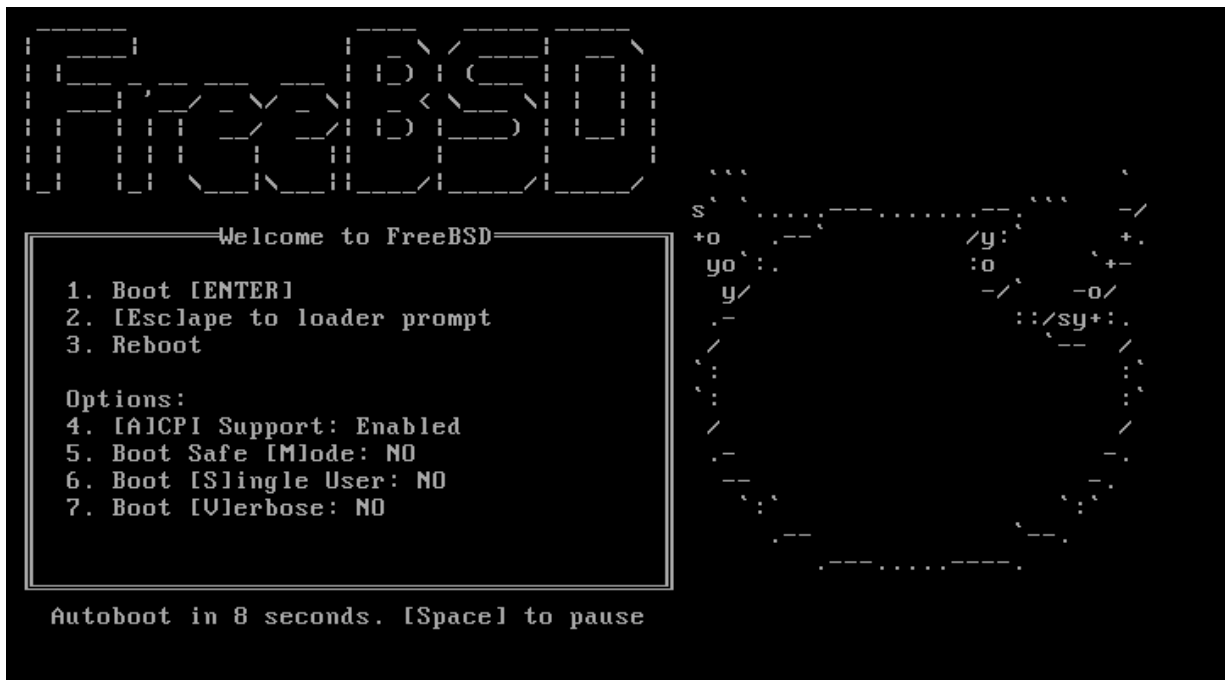 FreeBSD
Welcome to FreeBSD
1. Boot [ENTER]
2. [Esc]ape to loader prompt
3. Reboot
Options:
4. [A]CPI Support: Enabled
5. Boot Safe [M]ode: NO
6. Boot [S]ingle User: NO
7. Boot [V]erbose: NO
Autoboot in 8 seconds. [Space] to pause